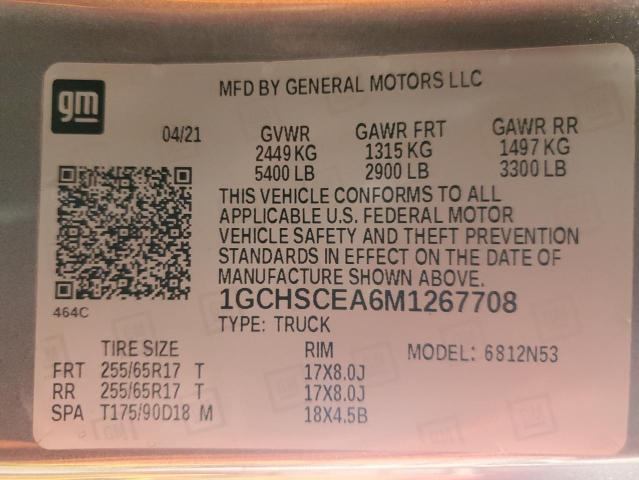 gm
MFD BY GENERAL MOTORS LLC
04/21 GVWR GAWR FRT GAWR RR
2449 KG 1315 KG 1497 KG
5400 LB 2900 LB 3300 LB
THIS VEHICLE CONFORMS TO ALL
APPLICABLE U.S. FEDERAL MOTOR
VEHICLE SAFETY AND THEFT PREVENTION
STANDARDS IN EFFECT ON THE DATE OF
MANUFACTURE SHOWN ABOVE.
464C
1GCHSCEA6M1267708
TYPE: TRUCK
TIRE SIZE RIM MODEL: 6812N53
FRT 255/65R17 T 17X8.0J
RR 255/65R17 T 17X8.0J
SPA T175/90D18 M 18X4.5B